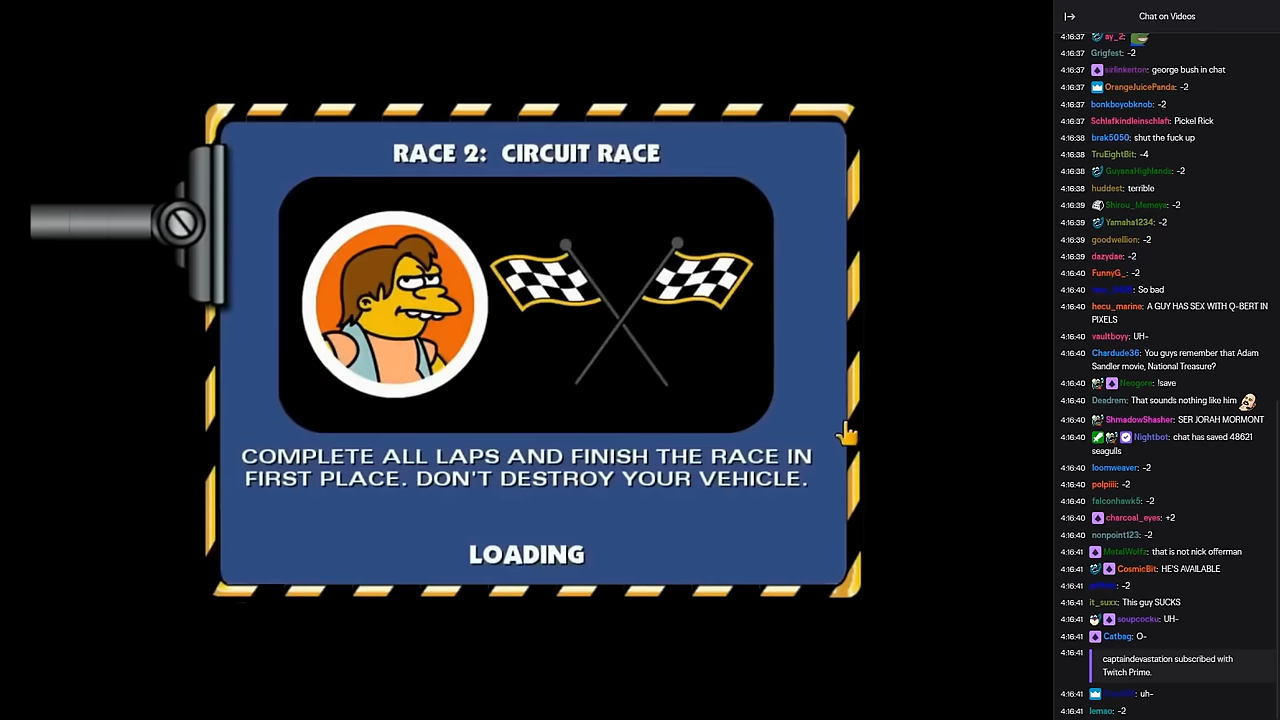 Chat on Videos
4:16:37 ay_2:
4:16:37 Grigfest: -2
4:16:37 sirlinkerton: george bush in chat
4:16:37 OrangeJuicePanda: -2
4:16:37 bonkboyobknob: -2
4:16:37 Schlafkindleinschlaf: Pickel Rick
4:16:38 brak5050: shut the fuck up
4:16:38 TruEightBit: -4
4:16:38 GuyanaHighlands: -2
4:16:38 huddest: terrible
4:16:39 Shirou_Memeya: -2
4:16:39 Yamaha1234: -2
4:16:39 goodwellion: -2
4:16:39 dazydae: -2
4:16:40 FunnyG_: -2
4:16:40 So bad
4:16:40 hecu_marine: A GUY HAS SEX WITH Q-BERT IN
PIXELS
4:16:40 vaultboyy: UH-
4:16:40 Chardude36: You guys remember that Adam
Sandler movie, National Treasure?
4:16:40 Neogore: !save
4:16:40 Deadrem: That sounds nothing like him
4:16:40 ShmadowShasher: SER JORAH MORMONT
4:16:40 Nightbot: chat has saved 48621
seagulls
4:16:40 loomweaver: -2
4:16:40 polpiiii: -2
4:16:40 falconhawk5: -2
4:16:40 charcoal_eyes: +2
4:16:40 nonpoint123: -2
4:16:41 MetalWolfz: that is not nick offerman
4:16:41 CosmicBit: HE'S AVAILABLE
4:16:41 -2
4:16:41 it_suxx: This guy SUCKS
4:16:41 soupcocku: UH-
4:16:41 Catbag: O-
4:16:41 captaindevastation subscribed with
Twitch Prime.
4:16:41 uh-
4:16:41 lemao: -2
RACE 2: CIRCUIT RACE
COMPLETE ALL LAPS AND FINISH THE RACE IN
FIRST PLACE. DON'T DESTROY YOUR VEHICLE.
LOADING